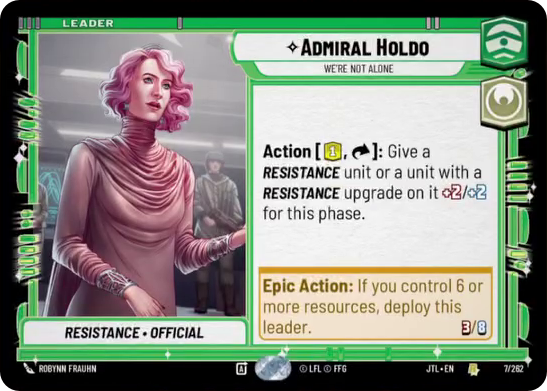 LEADER
ADMIRAL HOLDO
WE'RE NOT ALONE
Action [1, ]: Give a
RESISTANCE unit or a unit with a
RESISTANCE upgrade on it +2/+2
for this phase.
Epic Action: If you control 6 or
more resources, deploy this
leader.
3/8
RESISTANCE • OFFICIAL
ROBYNN FRAUHN
A
© LFL © FFG
JTL • EN
7/262